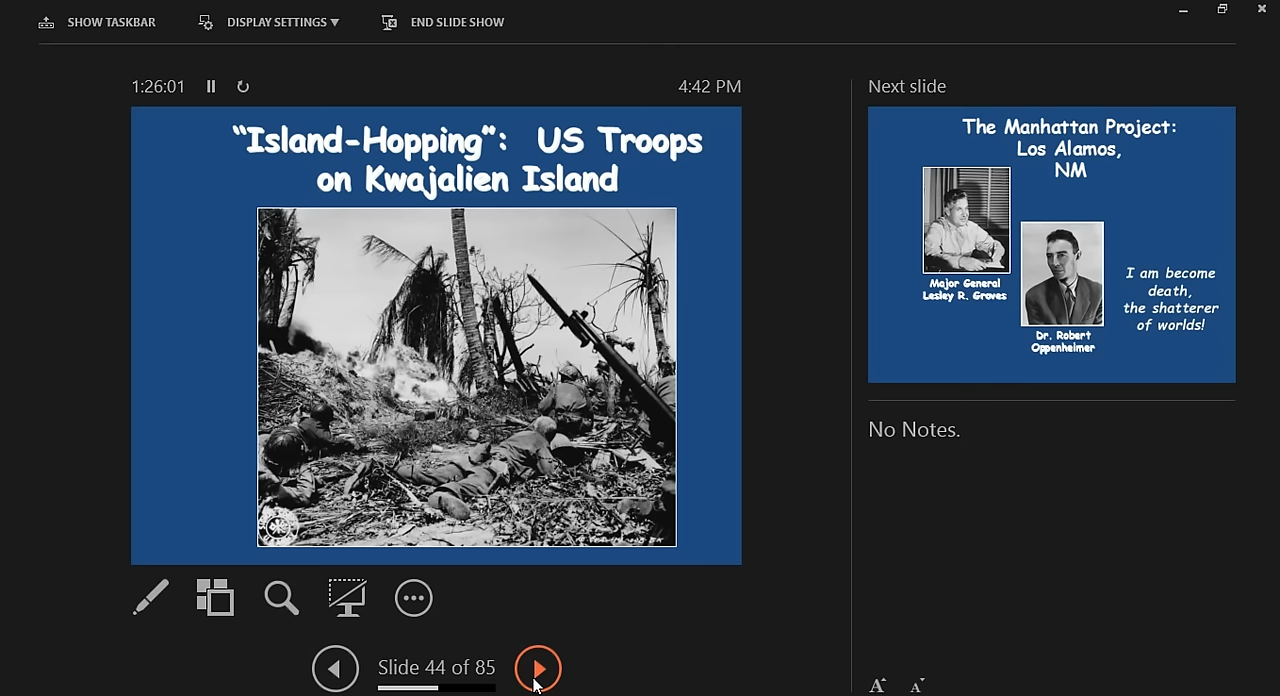 SHOW TASKBAR
DISPLAY SETTINGS ▼
END SLIDE SHOW
1:26:01
4:42 PM
“Island-Hopping”: US Troops
on Kwajalien Island
Slide 44 of 85
Next slide
The Manhattan Project:
Los Alamos,
NM
Major General
Lesley R. Groves
Dr. Robert
Oppenheimer
I am become
death,
the shatterer
of worlds!
No Notes.
A A